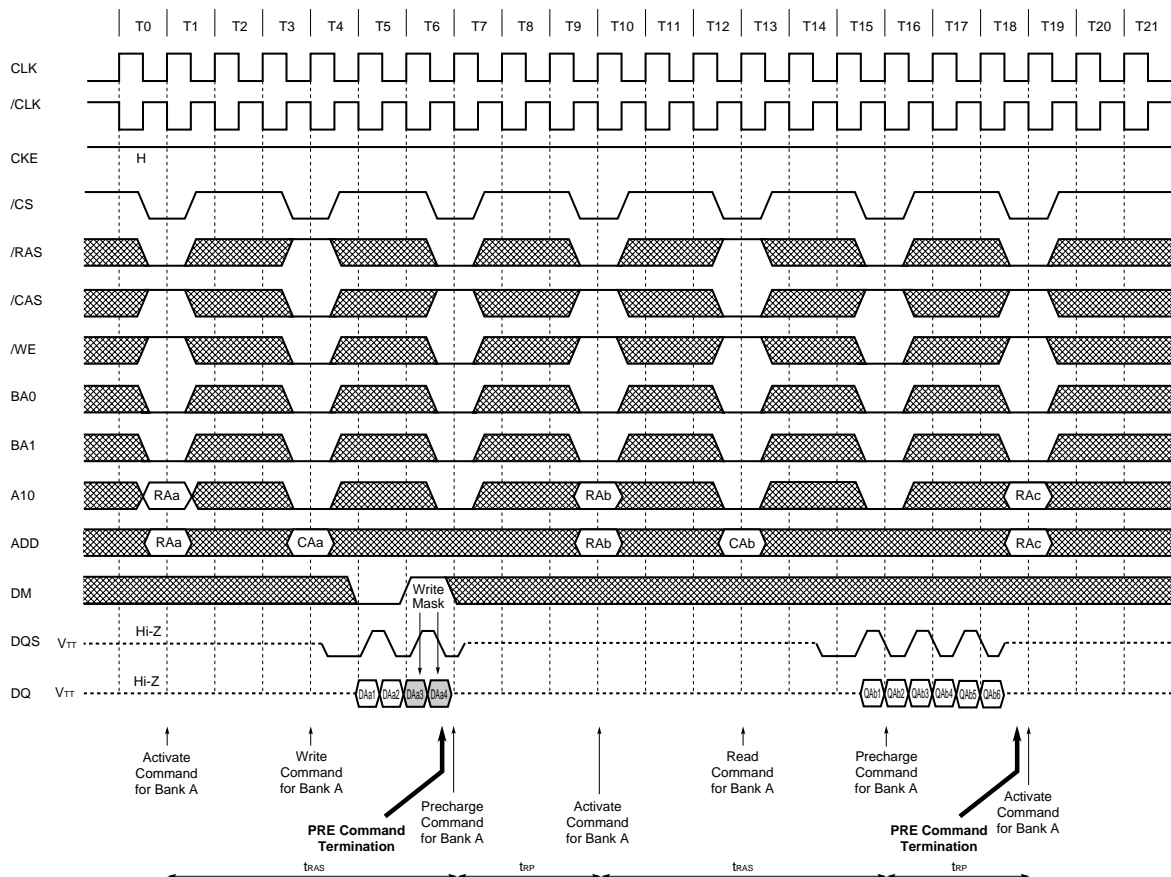 T0 T1 T2 T3 T4 T5 T6 T7 T8 T9 T10 T11 T12 T13 T14 T15 T16 T17 T18 T19 T20 T21
CLK
/CLK
CKE H
/CS
/RAS
/CAS
/WE
BA0
BA1
A10 RAa RAb RAc
ADD RAa CAa RAb CAb RAc
DM
Write
Mask
DQS VTT Hi-Z
DQ VTT Hi-Z DAa1 DAa2 DAa3 DAa4 QAb1 QAb2 QAb3 QAb4 QAb5 QAb6
Activate
Command
for Bank A
Write
Command
for Bank A
PRE Command
Termination
Precharge
Command
for Bank A
Activate
Command
for Bank A
Read
Command
for Bank A
Precharge
Command
for Bank A
PRE Command
Termination
Activate
Command
for Bank A
tRAS tRP tRAS tRP